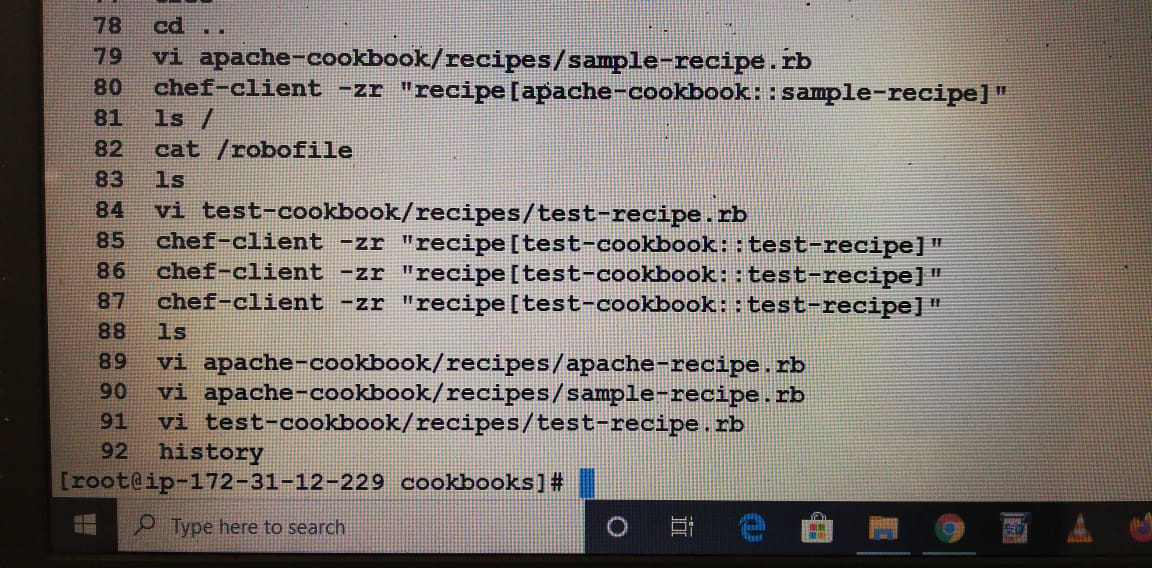 78 cd ..
79 vi apache-cookbook/recipes/sample-recipe.rb
80 chef-client -zr "recipe[apache-cookbook::sample-recipe]"
81 ls /
82 cat /robofile
83 ls
84 vi test-cookbook/recipes/test-recipe.rb
85 chef-client -zr "recipe[test-cookbook::test-recipe]"
86 chef-client -zr "recipe[test-cookbook::test-recipe]"
87 chef-client -zr "recipe[test-cookbook::test-recipe]"
88 ls
89 vi apache-cookbook/recipes/apache-recipe.rb
90 vi apache-cookbook/recipes/sample-recipe.rb
91 vi test-cookbook/recipes/test-recipe.rb
92 history
[root@ip-172-31-12-229 cookbooks]#
Type here to search